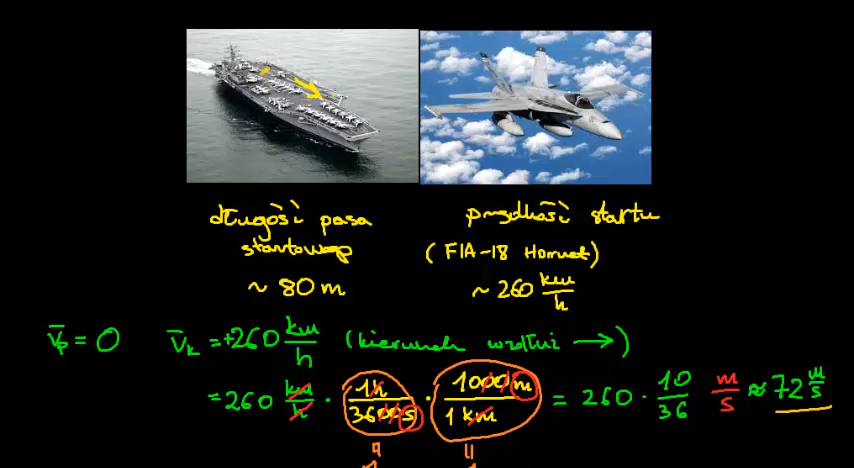 długość pasa
startowego
~ 80 m
prędkość startu
(F/A-18 Hornet)
~ 260 km/h
v̄p = 0   v̄k = +260 km/h (kierunek wzdłuż →)
= 260 km/h · 1h/3600s · 1000m/1km = 260 · 10/36 m/s ≈ 72 m/s